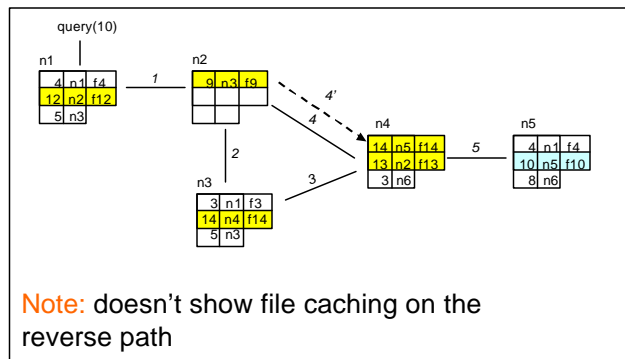 query(10)
n1
4 n1 f4
12 n2 f12
5 n3
1
n2
9 n3 f9
4'
4
2
n3
3 n1 f3
14 n4 f14
5 n3
3
n4
14 n5 f14
13 n2 f13
3 n6
5
n5
4 n1 f4
10 n5 f10
8 n6
Note: doesn't show file caching on the
reverse path